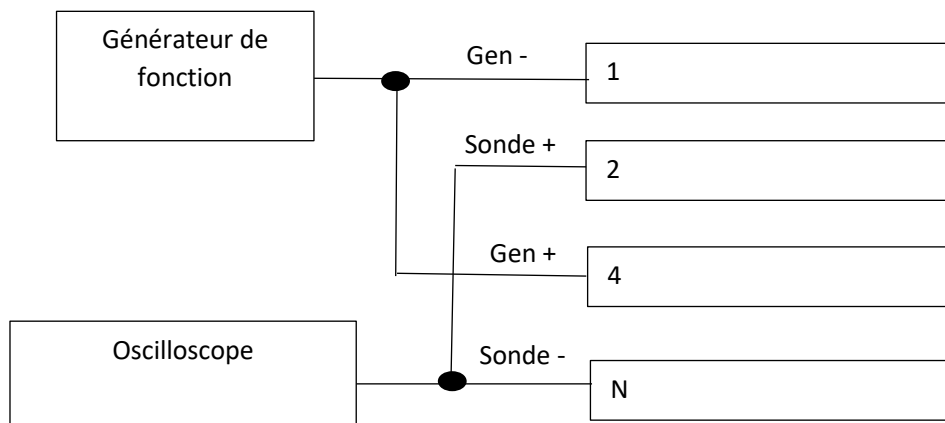 Générateur de
fonction
Gen -
1
Sonde +
2
Gen +
4
Oscilloscope
Sonde -
N